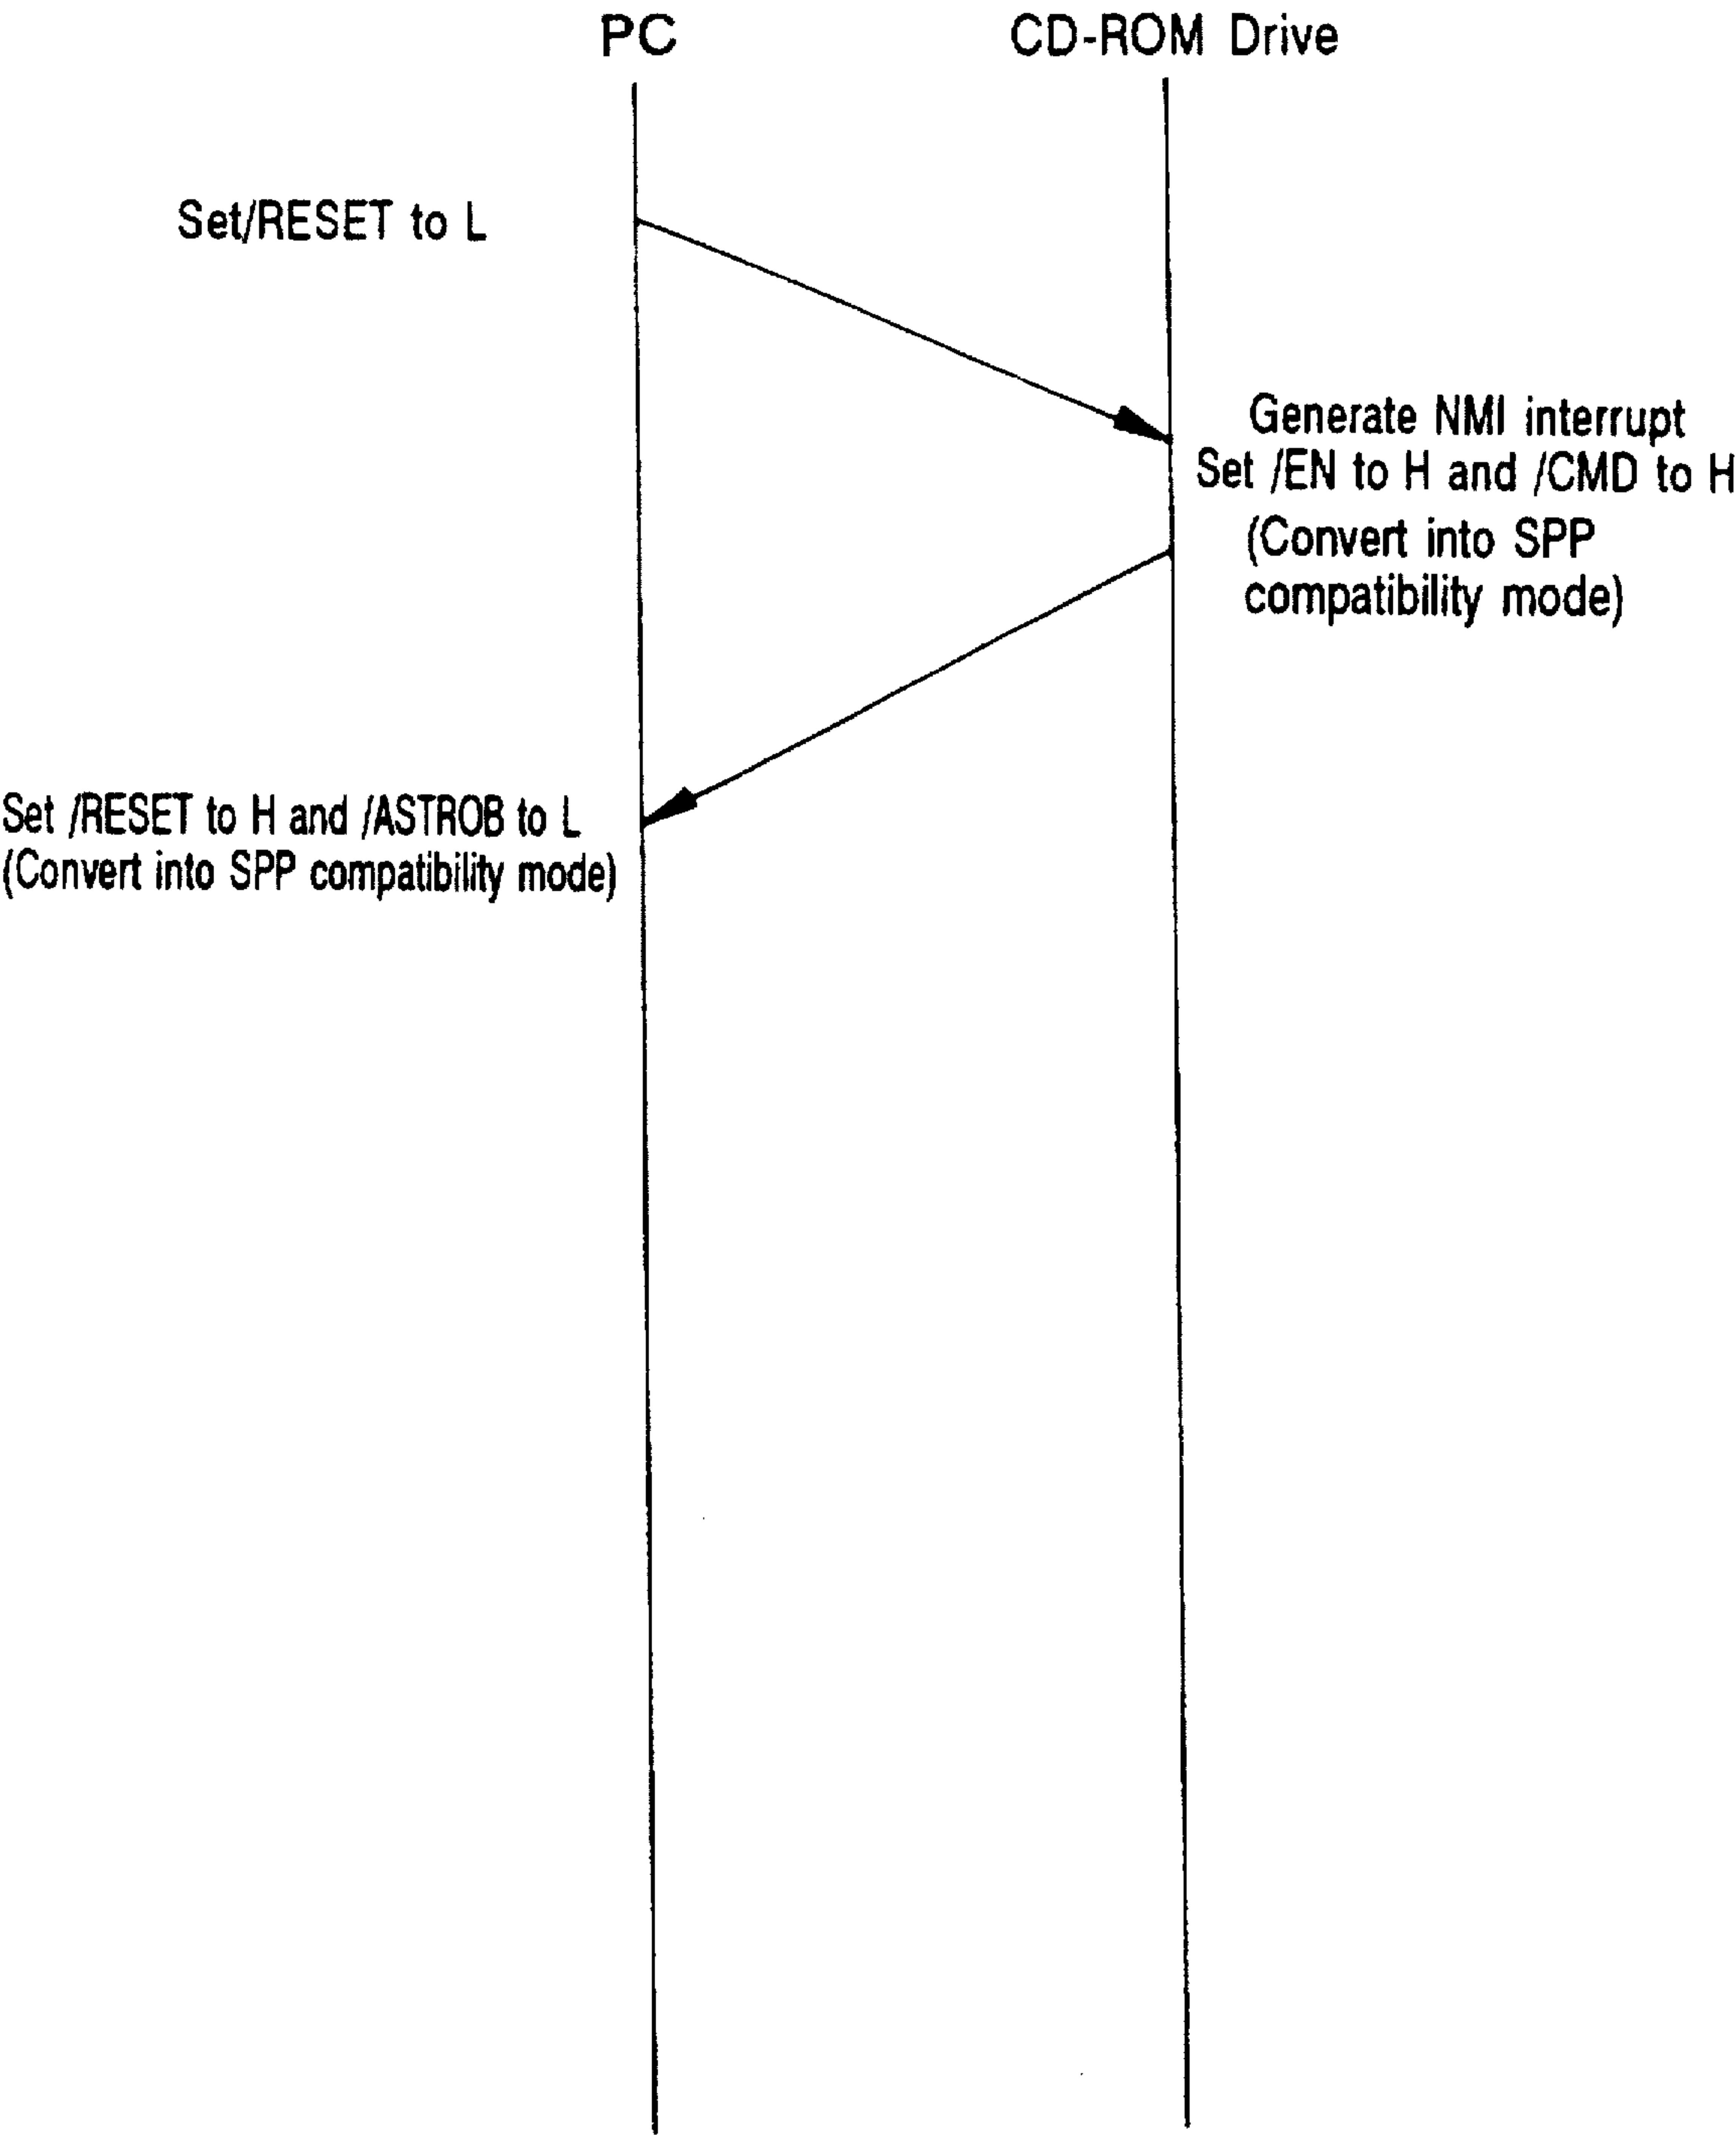 PC
CD-ROM Drive
Set/RESET to L
Generate NMI interrupt
Set /EN to H and /CMD to H
(Convert into SPP
compatibility mode)
Set /RESET to H and /ASTROB to L
(Convert into SPP compatibility mode)